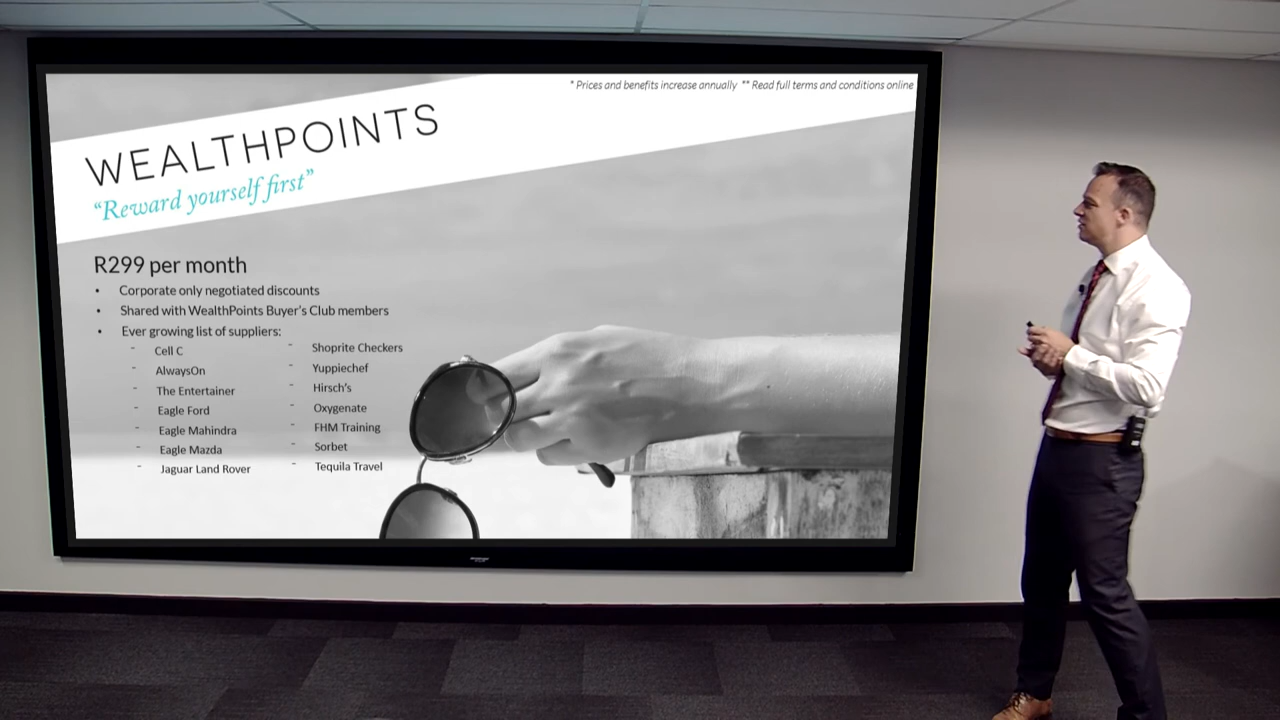 * Prices and benefits increase annually ** Read full terms and conditions online
WEALTHPOINTS
“Reward yourself first”
R299 per month
• Corporate only negotiated discounts
• Shared with WealthPoints Buyer’s Club members
• Ever growing list of suppliers:
- Cell C
- AlwaysOn
- The Entertainer
- Eagle Ford
- Eagle Mahindra
- Eagle Mazda
- Jaguar Land Rover
- Shoprite Checkers
- Yuppiechef
- Hirsch’s
- Oxygenate
- FHM Training
- Sorbet
- Tequila Travel